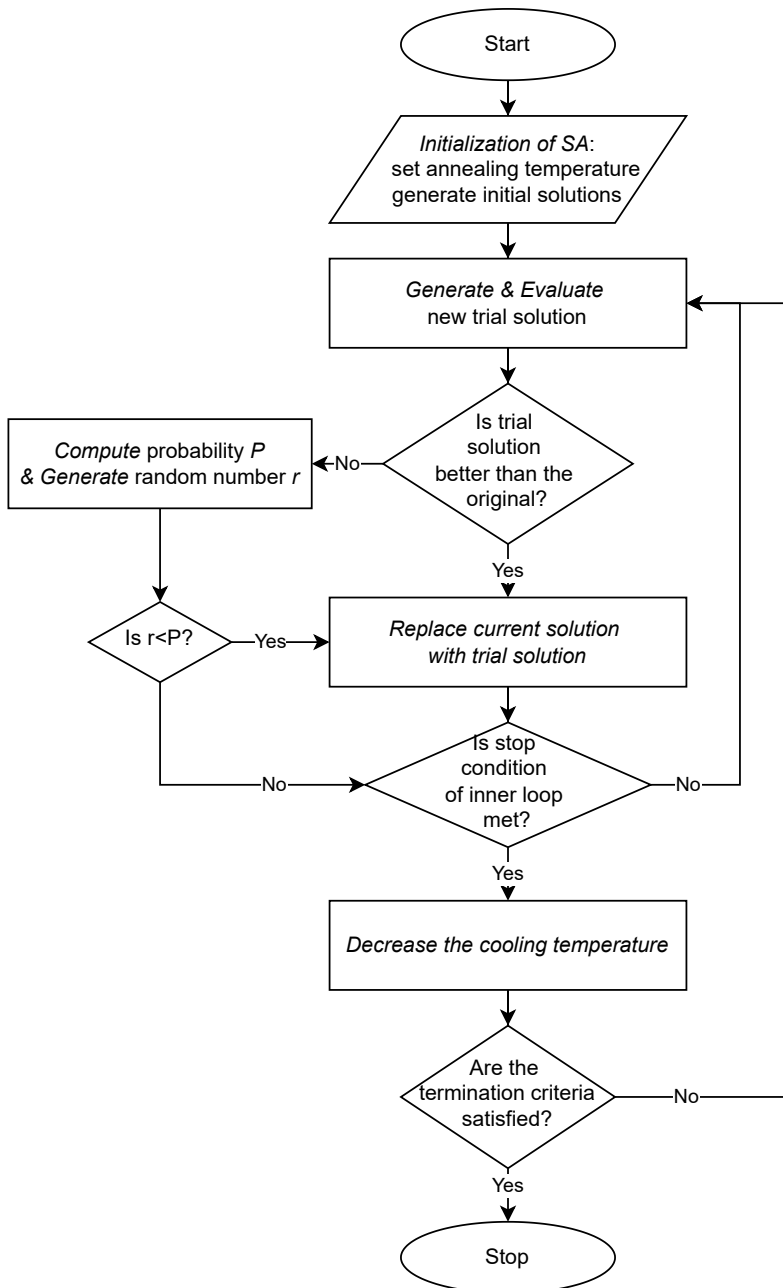 Start
Initialization of SA:
set annealing temperature
generate initial solutions
Generate & Evaluate
new trial solution
Is trial
solution
better than the
original?
No
Compute probability P
& Generate random number r
Yes
Is r<P?
Yes
Replace current solution
with trial solution
Is stop
condition
of inner loop
met?
No
No
Yes
Decrease the cooling temperature
Are the
termination criteria
satisfied?
No
Yes
Stop